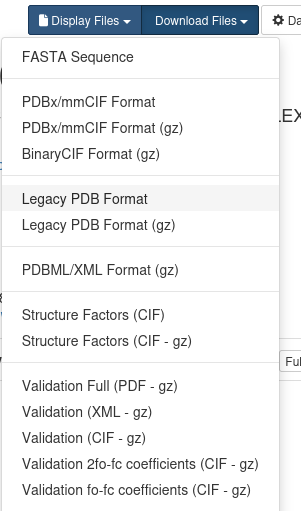 Display Files Download Files Da
FASTA Sequence
PDBx/mmCIF Format
LEX
PDBx/mmCIF Format (gz)
BinaryCIF Format (gz)
Legacy PDB Format
Legacy PDB Format (gz)
PDBML/XML Format (gz)
Structure Factors (CIF)
Structure Factors (CIF - gz)
Ful
Validation Full (PDF - gz)
Validation (XML - gz)
Validation (CIF - gz)
Validation 2fo-fc coefficients (CIF - gz)
Validation fo-fc coefficients (CIF - gz)